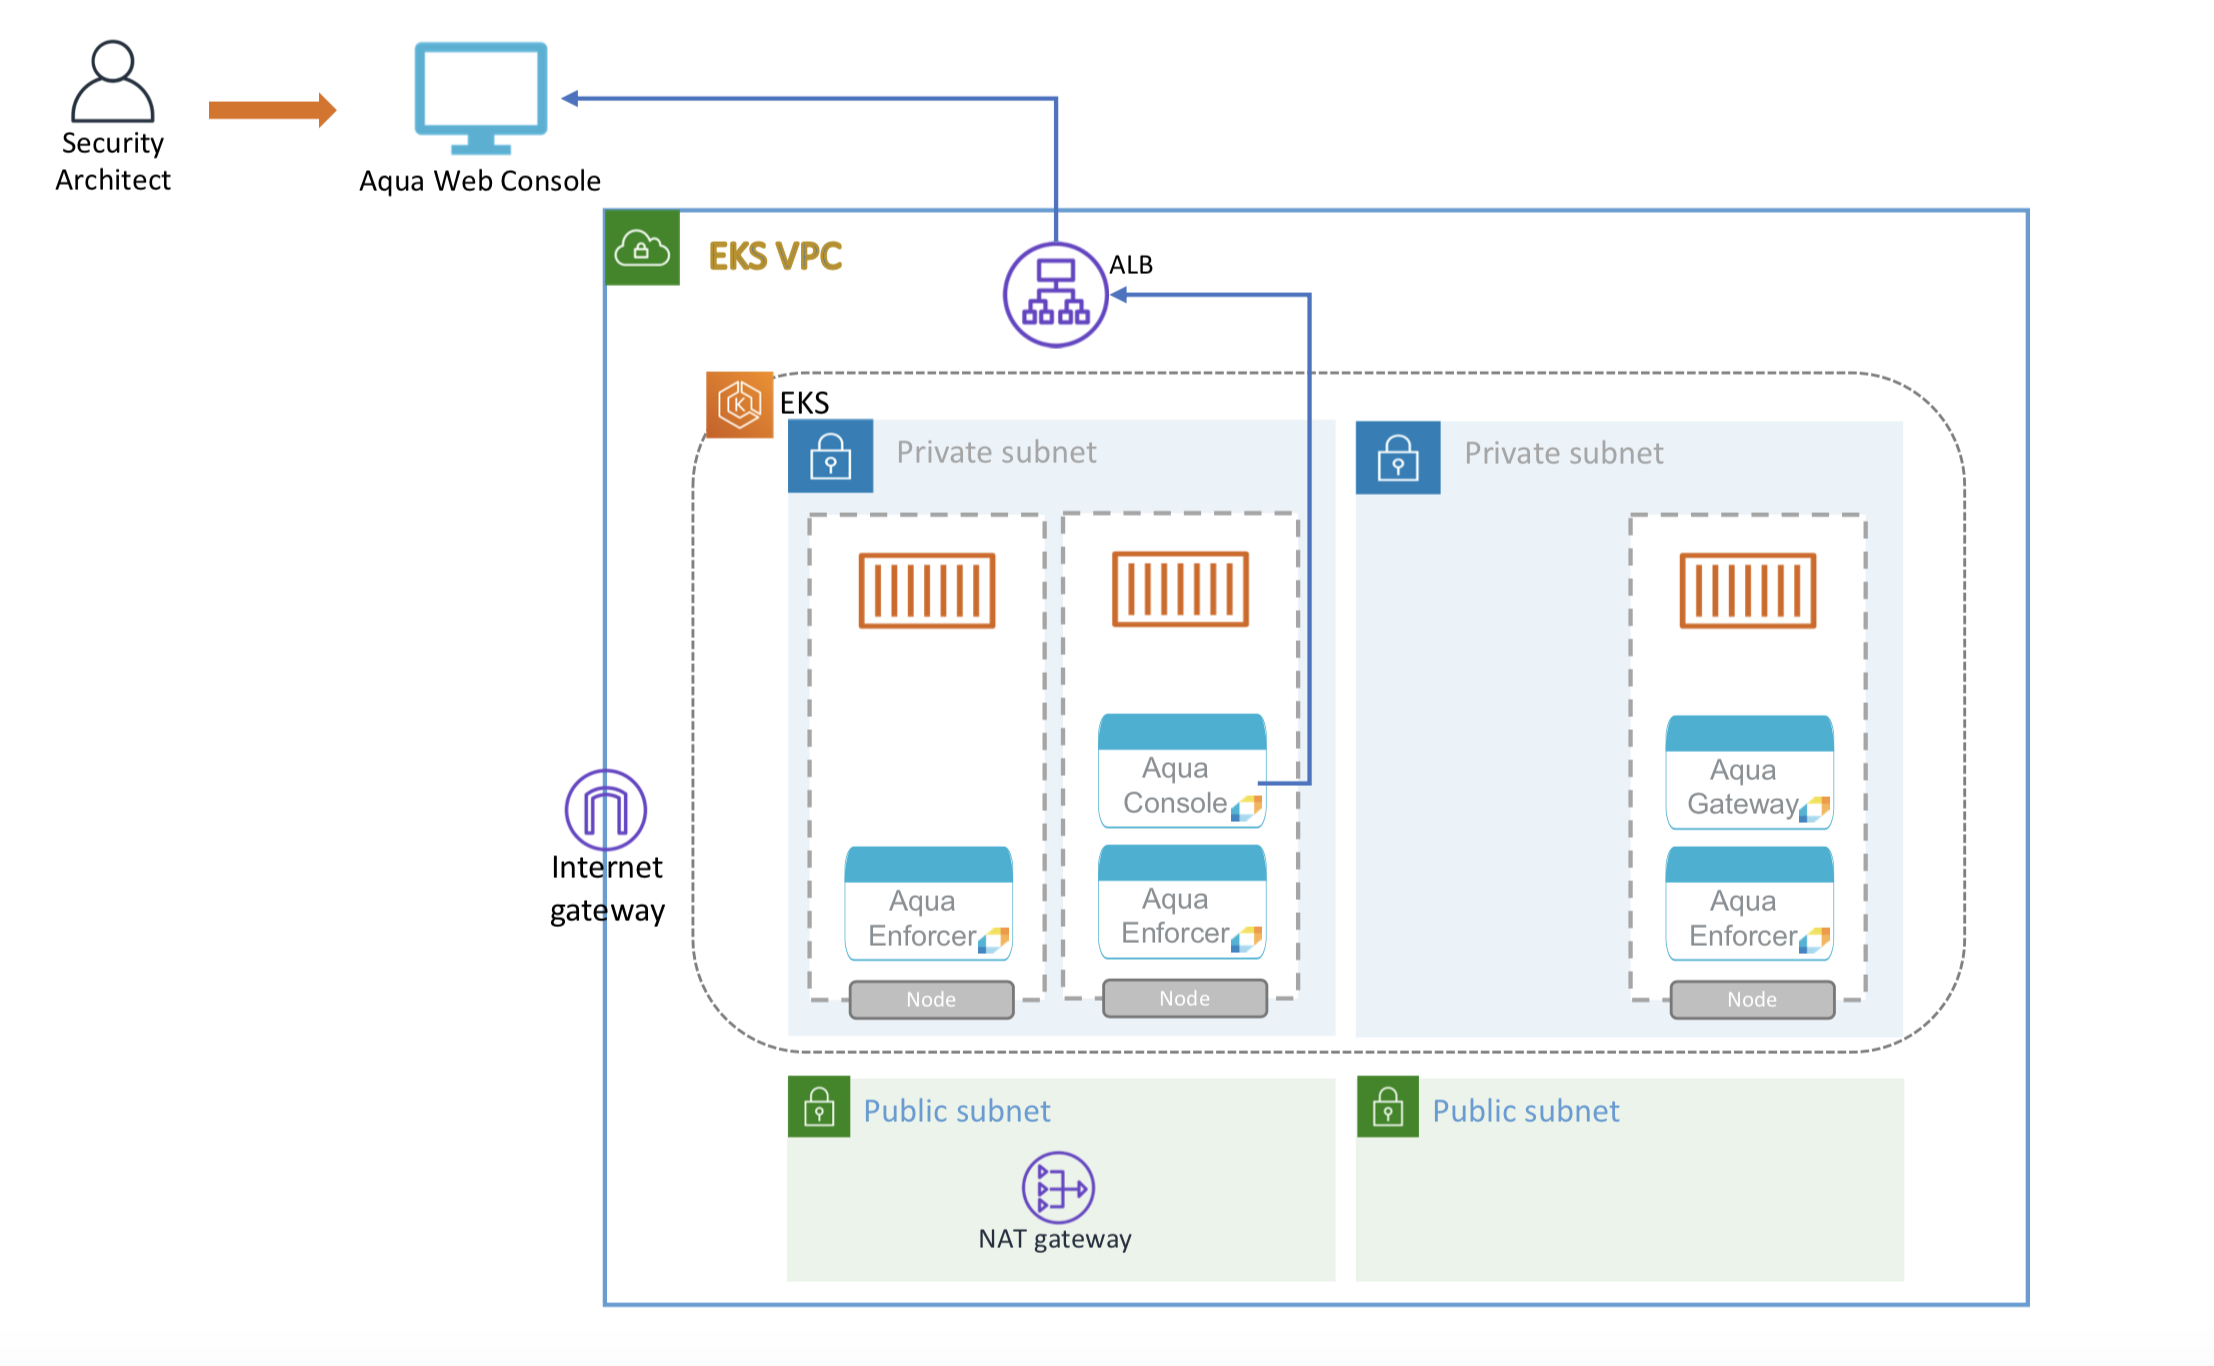 Security
Architect
Aqua Web Console
EKS VPC
ALB
EKS
Private subnet
Private subnet
Aqua
Console
Aqua
Gateway
Aqua
Enforcer
Aqua
Enforcer
Aqua
Enforcer
Node
Node
Node
Internet
gateway
Public subnet
Public subnet
NAT gateway